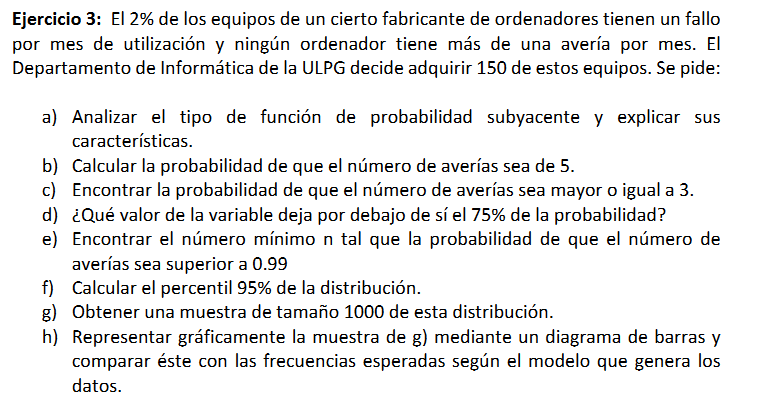 Ejercicio 3: El 2% de los equipos de un cierto fabricante de ordenadores tienen un fallo
por mes de utilización y ningún ordenador tiene más de una avería por mes. El
Departamento de Informática de la ULPG decide adquirir 150 de estos equipos. Se pide:
a) Analizar el tipo de función de probabilidad subyacente y explicar sus
características.
b) Calcular la probabilidad de que el número de averías sea de 5.
c) Encontrar la probabilidad de que el número de averías sea mayor o igual a 3.
d) ¿Qué valor de la variable deja por debajo de sí el 75% de la probabilidad?
e) Encontrar el número mínimo n tal que la probabilidad de que el número de
averías sea superior a 0.99
f) Calcular el percentil 95% de la distribución.
g) Obtener una muestra de tamaño 1000 de esta distribución.
h) Representar gráficamente la muestra de g) mediante un diagrama de barras y
comparar éste con las frecuencias esperadas según el modelo que genera los
datos.